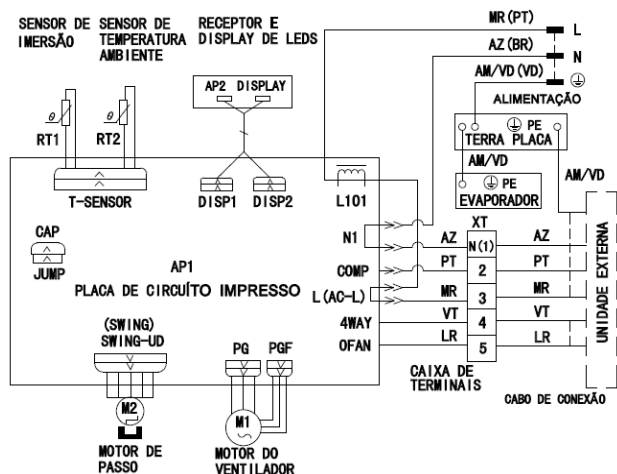 SENSOR DE
IMERSÃO
SENSOR DE
TEMPERATURA
AMBIENTE
RECEPTOR E
DISPLAY DE LEDS
MR(PT)
L
AZ(BR)
N
AM/VD(VD)
ALIMENTAÇÃO
AP2 DISPLAY
θ
RT1
θ
RT2
PE
TERRA PLACA
AM/VD
AM/VD
PE
EVAPORADOR
T-SENSOR
DISP1
DISP2
L101
CAP
JUMP
AP1
PLACA DE CIRCUÍTO IMPRESSO
N1
COMP
L(AC-L)
4WAY
OFAN
XT
AZ
N(1)
AZ
PT
2
PT
MR
3
MR
VT
4
VT
LR
5
LR
UNIDADE EXTERNA
CAIXA DE
TERMINAIS
CABO DE CONEXÃO
(SWING)
SWING-UD
PG
PGF
M2
M1
MOTOR DE
PASSO
MOTOR DO
VENTILADOR